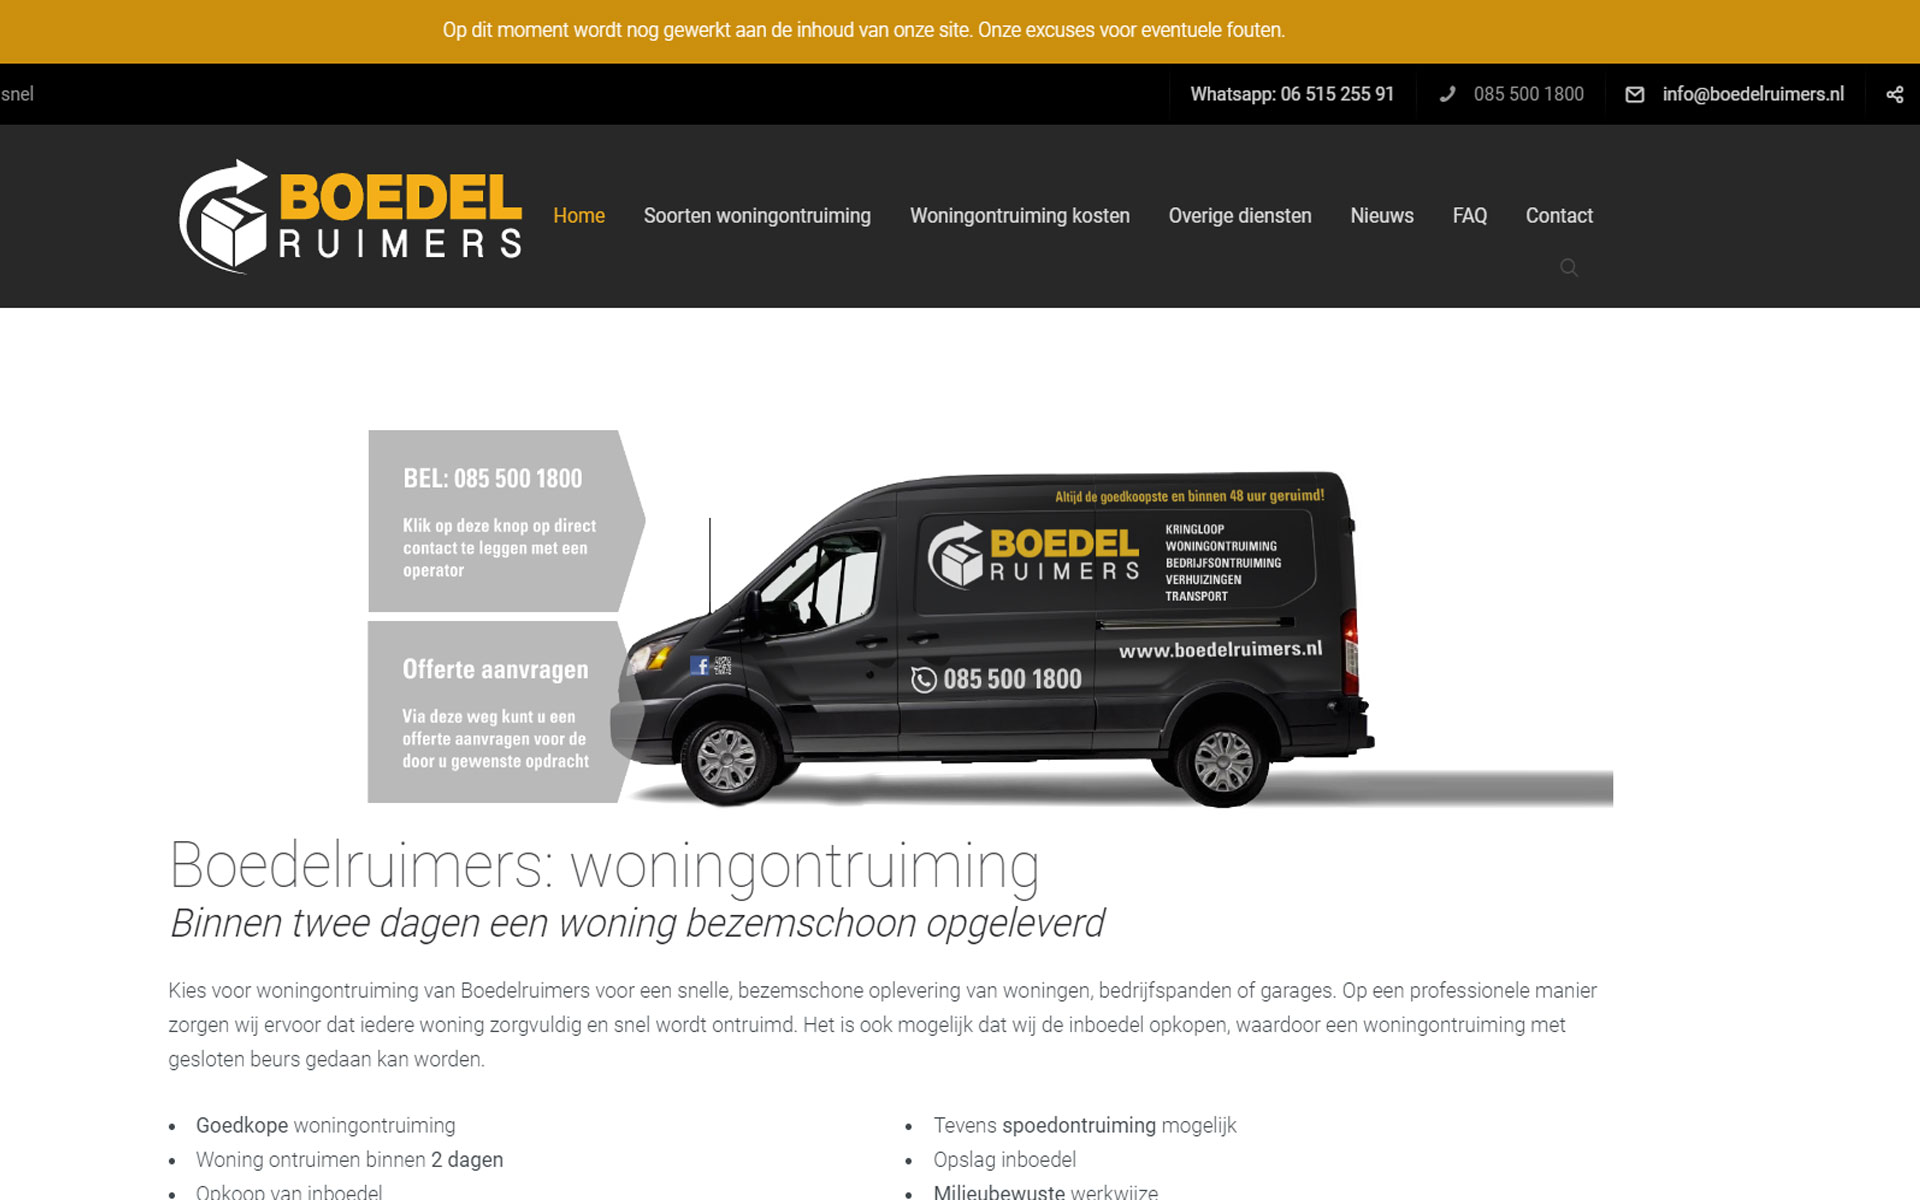 Op dit moment wordt nog gewerkt aan de inhoud van onze site. Onze excuses voor eventuele fouten.
snel
Whatsapp: 06 515 255 91
085 500 1800
info@boedelruimers.nl
BOEDEL
RUIMERS
Home
Soorten woningontruiming
Woningontruiming kosten
Overige diensten
Nieuws
FAQ
Contact
BEL: 085 500 1800
Klik op deze knop op direct
contact te leggen met een
operator
Offerte aanvragen
Via deze weg kunt u een
offerte aanvragen voor de
door u gewenste opdracht
Altijd de goedkoopste en binnen 48 uur geruimd!
BOEDEL
RUIMERS
KRINGLOOP
WONINGONTRUIMING
BEDRIJFSONTRUIMING
VERHUIZINGEN
TRANSPORT
www.boedelruimers.nl
f
085 500 1800
Boedelruimers: woningontruiming
Binnen twee dagen een woning bezemschoon opgeleverd
Kies voor woningontruiming van Boedelruimers voor een snelle, bezemschone oplevering van woningen, bedrijfspanden of garages. Op een professionele manier
zorgen wij ervoor dat iedere woning zorgvuldig en snel wordt ontruimd. Het is ook mogelijk dat wij de inboedel opkopen, waardoor een woningontruiming met
gesloten beurs gedaan kan worden.
• Goedkope woningontruiming
• Woning ontruimen binnen 2 dagen
• Opkoop van inboedel
• Tevens spoedontruiming mogelijk
• Opslag inboedel
• Milieubewuste werkwijze